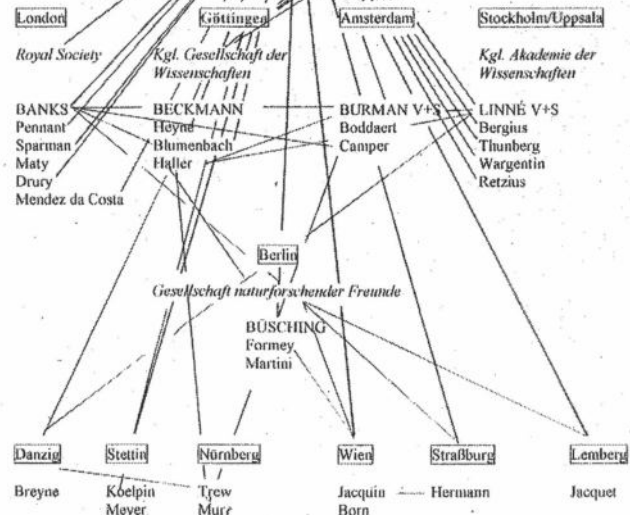 London
Göttingen
Amsterdam
Stockholm/Uppsala
Royal Society
Kgl. Gesellschaft der
Wissenschaften
Kgl. Akademie der
Wissenschaften
BANKS
Pennant
Sparman
Maty
Drury
Mendez da Costa
BECKMANN
Heyne
Blumenbach
Haller
BURMAN V+S
Boddaert
Camper
LINNÉ V+S
Bergius
Thunberg
Wargentin
Retzius
Berlin
Gesellschaft naturforschender Freunde
BÜSCHING
Formey
Martini
Danzig
Stettin
Nürnberg
Wien
Straßburg
Lemberg
Breyne
Koelpin
Meyer
Trew
Murr
Jacquin
Born
Hermann
Jacquet